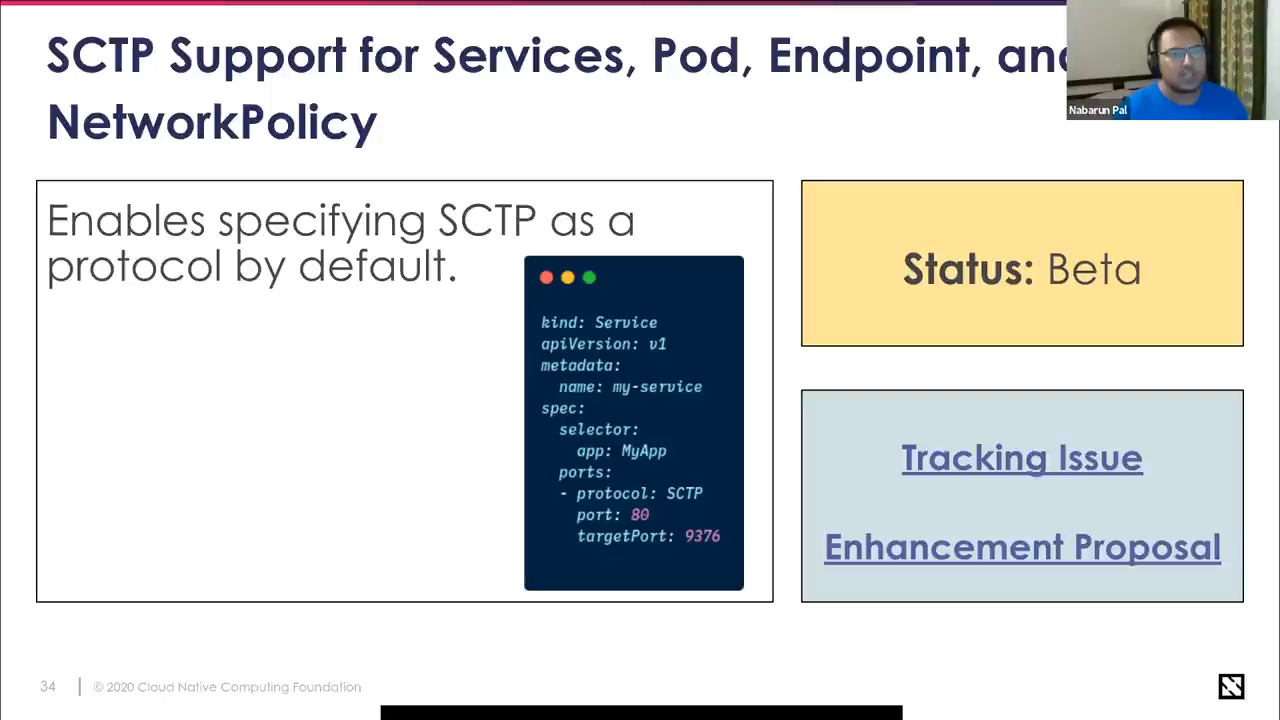 SCTP Support for Services, Pod, Endpoint, and
NetworkPolicy
Nabarun Pal
Enables specifying SCTP as a
protocol by default.
kind: Service
apiVersion: v1
metadata:
  name: my-service
spec:
  selector:
    app: MyApp
  ports:
  - protocol: SCTP
    port: 80
    targetPort: 9376
Status: Beta
Tracking Issue
Enhancement Proposal
34
© 2020 Cloud Native Computing Foundation